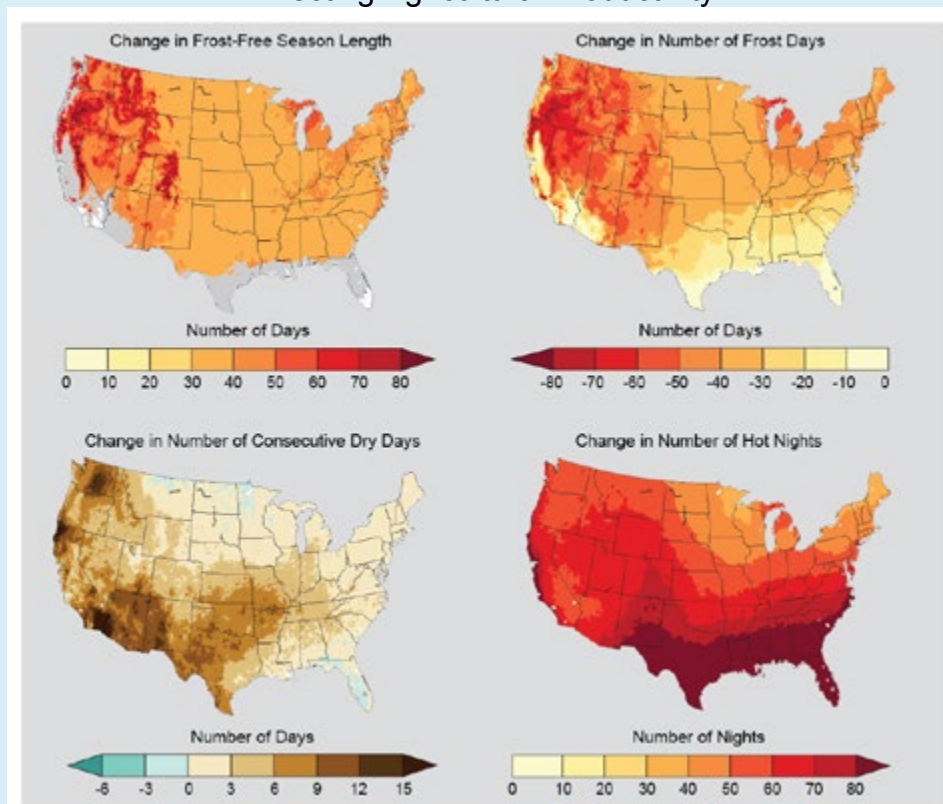 Change in Frost-Free Season Length
Number of Days
0 10 20 30 40 50 60 70 80
Change in Number of Frost Days
Number of Days
-80 -70 -60 -50 -40 -30 -20 -10 0
Change in Number of Consecutive Dry Days
Number of Days
-6 -3 0 3 6 9 12 15
Change in Number of Hot Nights
Number of Nights
0 10 20 30 40 50 60 70 80